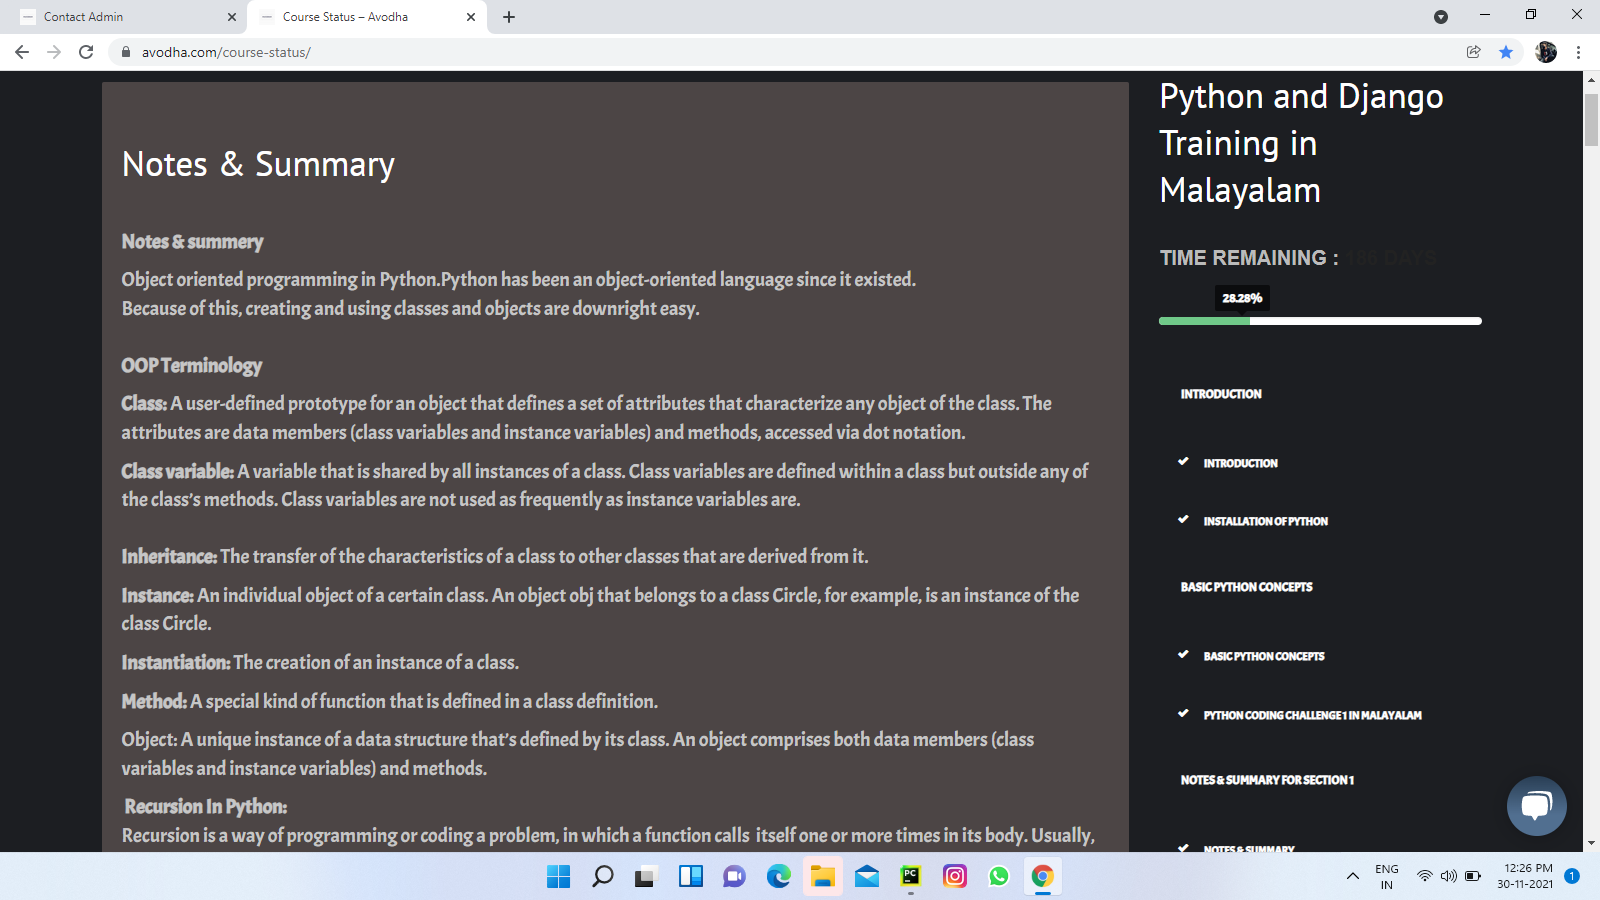 Contact Admin
Course Status – Avodha
avodha.com/course-status/
Notes & Summary
Notes & summery
Object oriented programming in Python.Python has been an object-oriented language since it existed.
Because of this, creating and using classes and objects are downright easy.
OOP Terminology
Class: A user-defined prototype for an object that defines a set of attributes that characterize any object of the class. The
attributes are data members (class variables and instance variables) and methods, accessed via dot notation.
Class variable: A variable that is shared by all instances of a class. Class variables are defined within a class but outside any of
the class’s methods. Class variables are not used as frequently as instance variables are.
Inheritance: The transfer of the characteristics of a class to other classes that are derived from it.
Instance: An individual object of a certain class. An object obj that belongs to a class Circle, for example, is an instance of the
class Circle.
Instantiation: The creation of an instance of a class.
Method: A special kind of function that is defined in a class definition.
Object: A unique instance of a data structure that’s defined by its class. An object comprises both data members (class
variables and instance variables) and methods.
Recursion In Python:
Recursion is a way of programming or coding a problem, in which a function calls itself one or more times in its body. Usually,
Python and Django
Training in
Malayalam
TIME REMAINING : 185 DAYS
28.28%
INTRODUCTION
INTRODUCTION
INSTALLATION OF PYTHON
BASIC PYTHON CONCEPTS
BASIC PYTHON CONCEPTS
PYTHON CODING CHALLENGE 1 IN MALAYALAM
NOTES & SUMMARY FOR SECTION 1
NOTES & SUMMARY
PC
ENG
IN
12:26 PM
30-11-2021
1